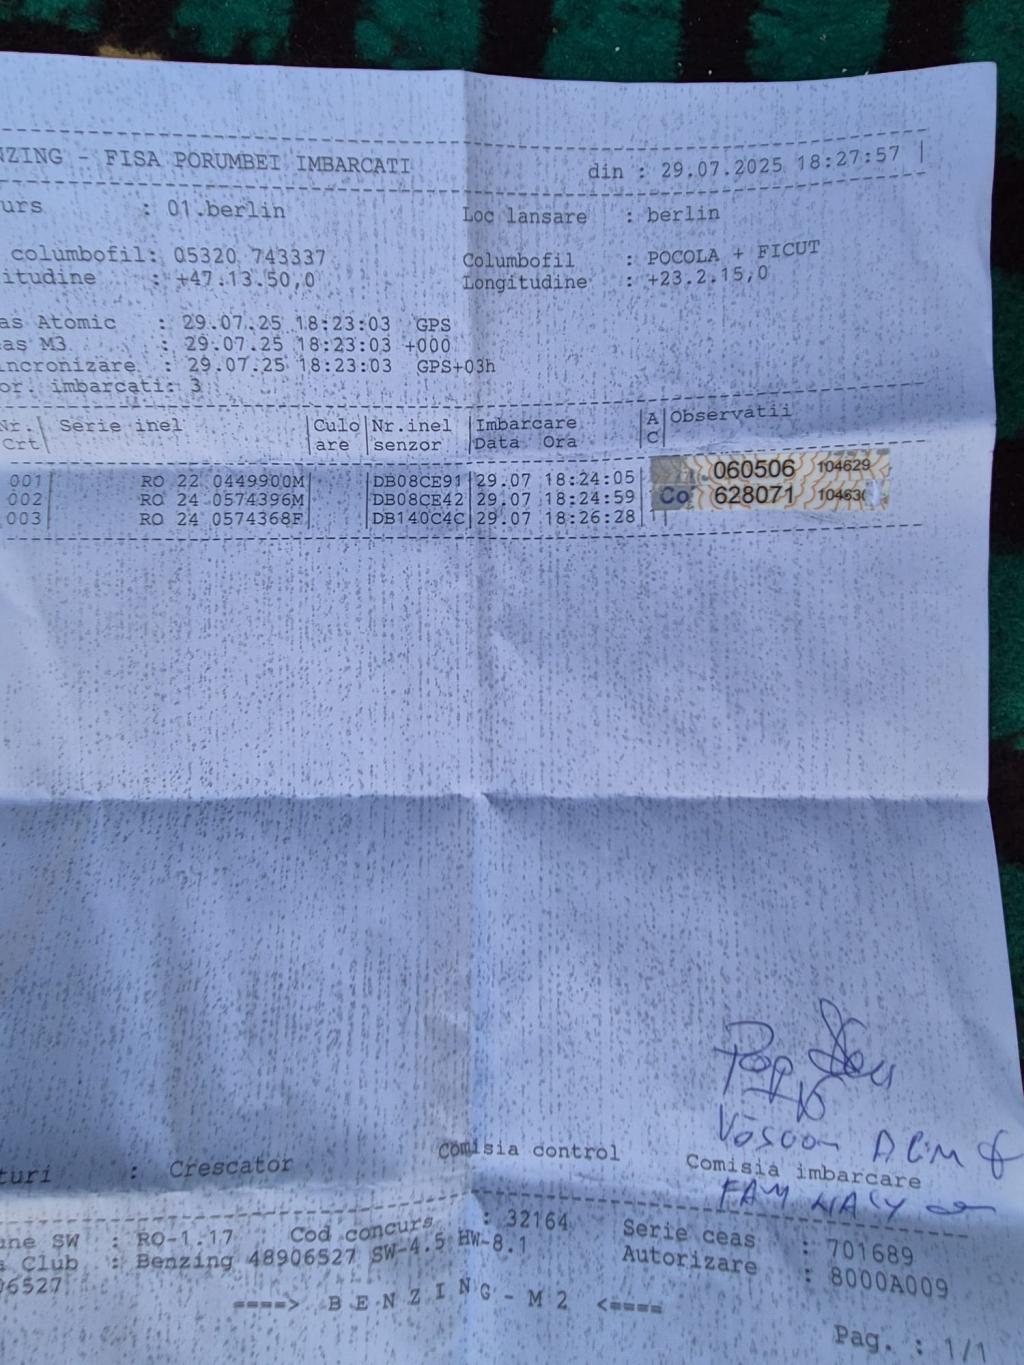 NZING - FISA PORUMBEI IMBARCATI din : 29.07.2025 18:27:57
urs : 01.berlin Loc lansare : berlin
columbofil: 05320 743337 Columbofil : POCOLA + FICUT
itudine : +47.13.50,0 Longitudine : +23.2.15,0
as Atomic : 29.07.25 18:23:03 GPS
as M3 : 29.07.25 18:23:03 +000
incronizare : 29.07.25 18:23:03 GPS+03h
or. imbarcati: 3
Nr. Crt Serie inel Culo are Nr.inel senzor Imbarcare Data Ora A C Observatii
001 RO 22 0449900M DB08CE91 29.07 18:24:05 060506 104629
002 RO 24 0574396M DB08CE42 29.07 18:24:59 Co 628071 10463
003 RO 24 0574368F DB140C4C 29.07 18:26:28
Pop
turi : Crescator Comisia control Comisia imbarcare
une SW : RO-1.17 Cod concurs : 32164 Serie ceas : 701689
s Club : Benzing 48906527 SW-4.5 HW-8.1 Autorizare : 8000A009
06527
====> B E N Z I N G - M 2 <====
Pag. : 1/1